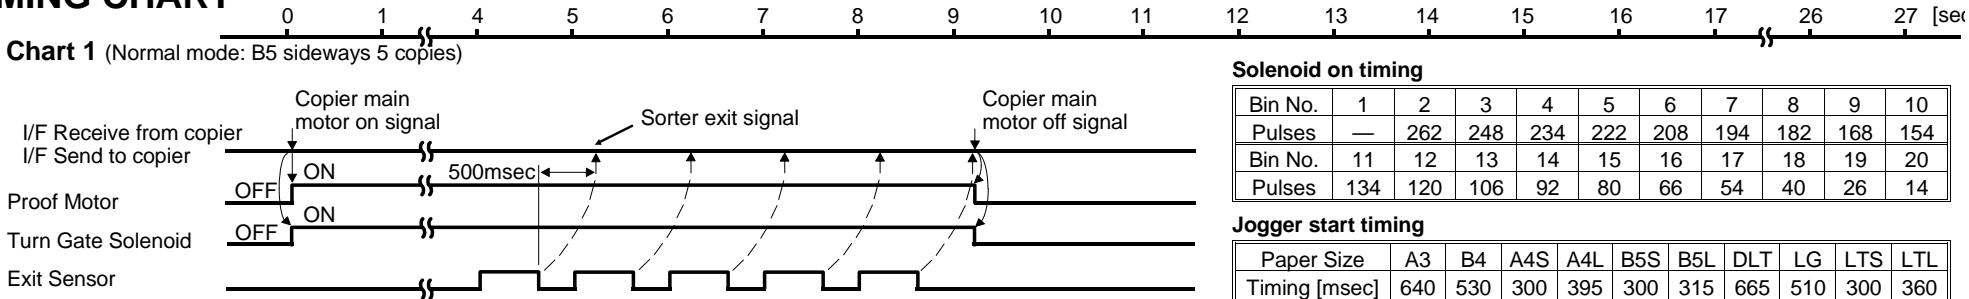 MING CHART
0 1 4 5 6 7 8 9 10 11 12 13 14 15 16 17 26 27 [sec
Chart 1 (Normal mode: B5 sideways 5 copies)
Copier main
motor on signal
Sorter exit signal
Copier main
motor off signal
I/F Receive from copier
I/F Send to copier
500msec
OFF ON
Proof Motor
OFF ON
Turn Gate Solenoid
Exit Sensor
Solenoid on timing
Bin No. 1 2 3 4 5 6 7 8 9 10
Pulses — 262 248 234 222 208 194 182 168 154
Bin No. 11 12 13 14 15 16 17 18 19 20
Pulses 134 120 106 92 80 66 54 40 26 14
Jogger start timing
Paper Size A3 B4 A4S A4L B5S B5L DLT LG LTS LTL
Timing [msec] 640 530 300 395 300 315 665 510 300 360